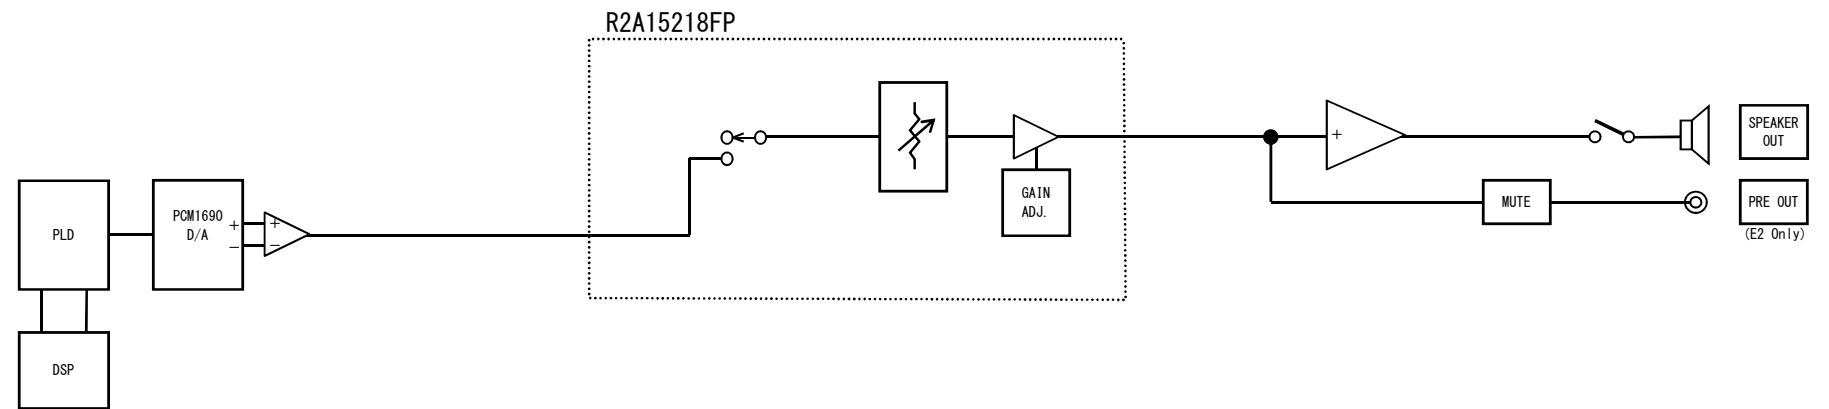 R2A15218FP
SPEAKER
OUT
+
GAIN
ADJ.
MUTE
PRE OUT
(E2 Only)
PLD
PCM1690
D/A
+
−
+
−
DSP